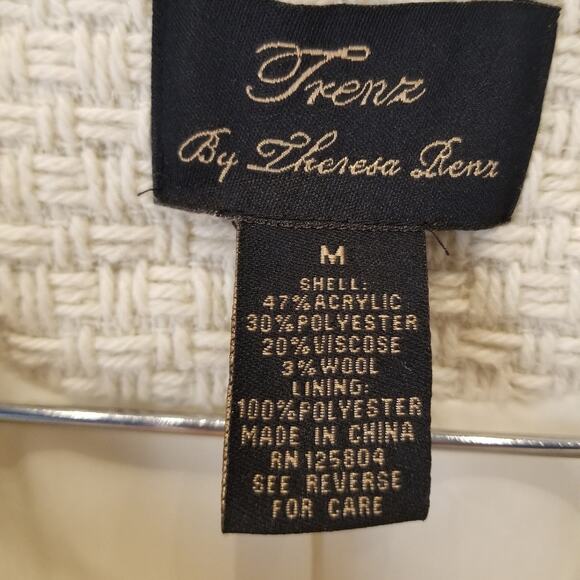 Trenz
By Theresa Renz
M
SHELL:
47%ACRYLIC
30%POLYESTER
20%VISCOSE
3%WOOL
LINING:
100%POLYESTER
MADE IN CHINA
RN125804
SEE REVERSE
FOR CARE